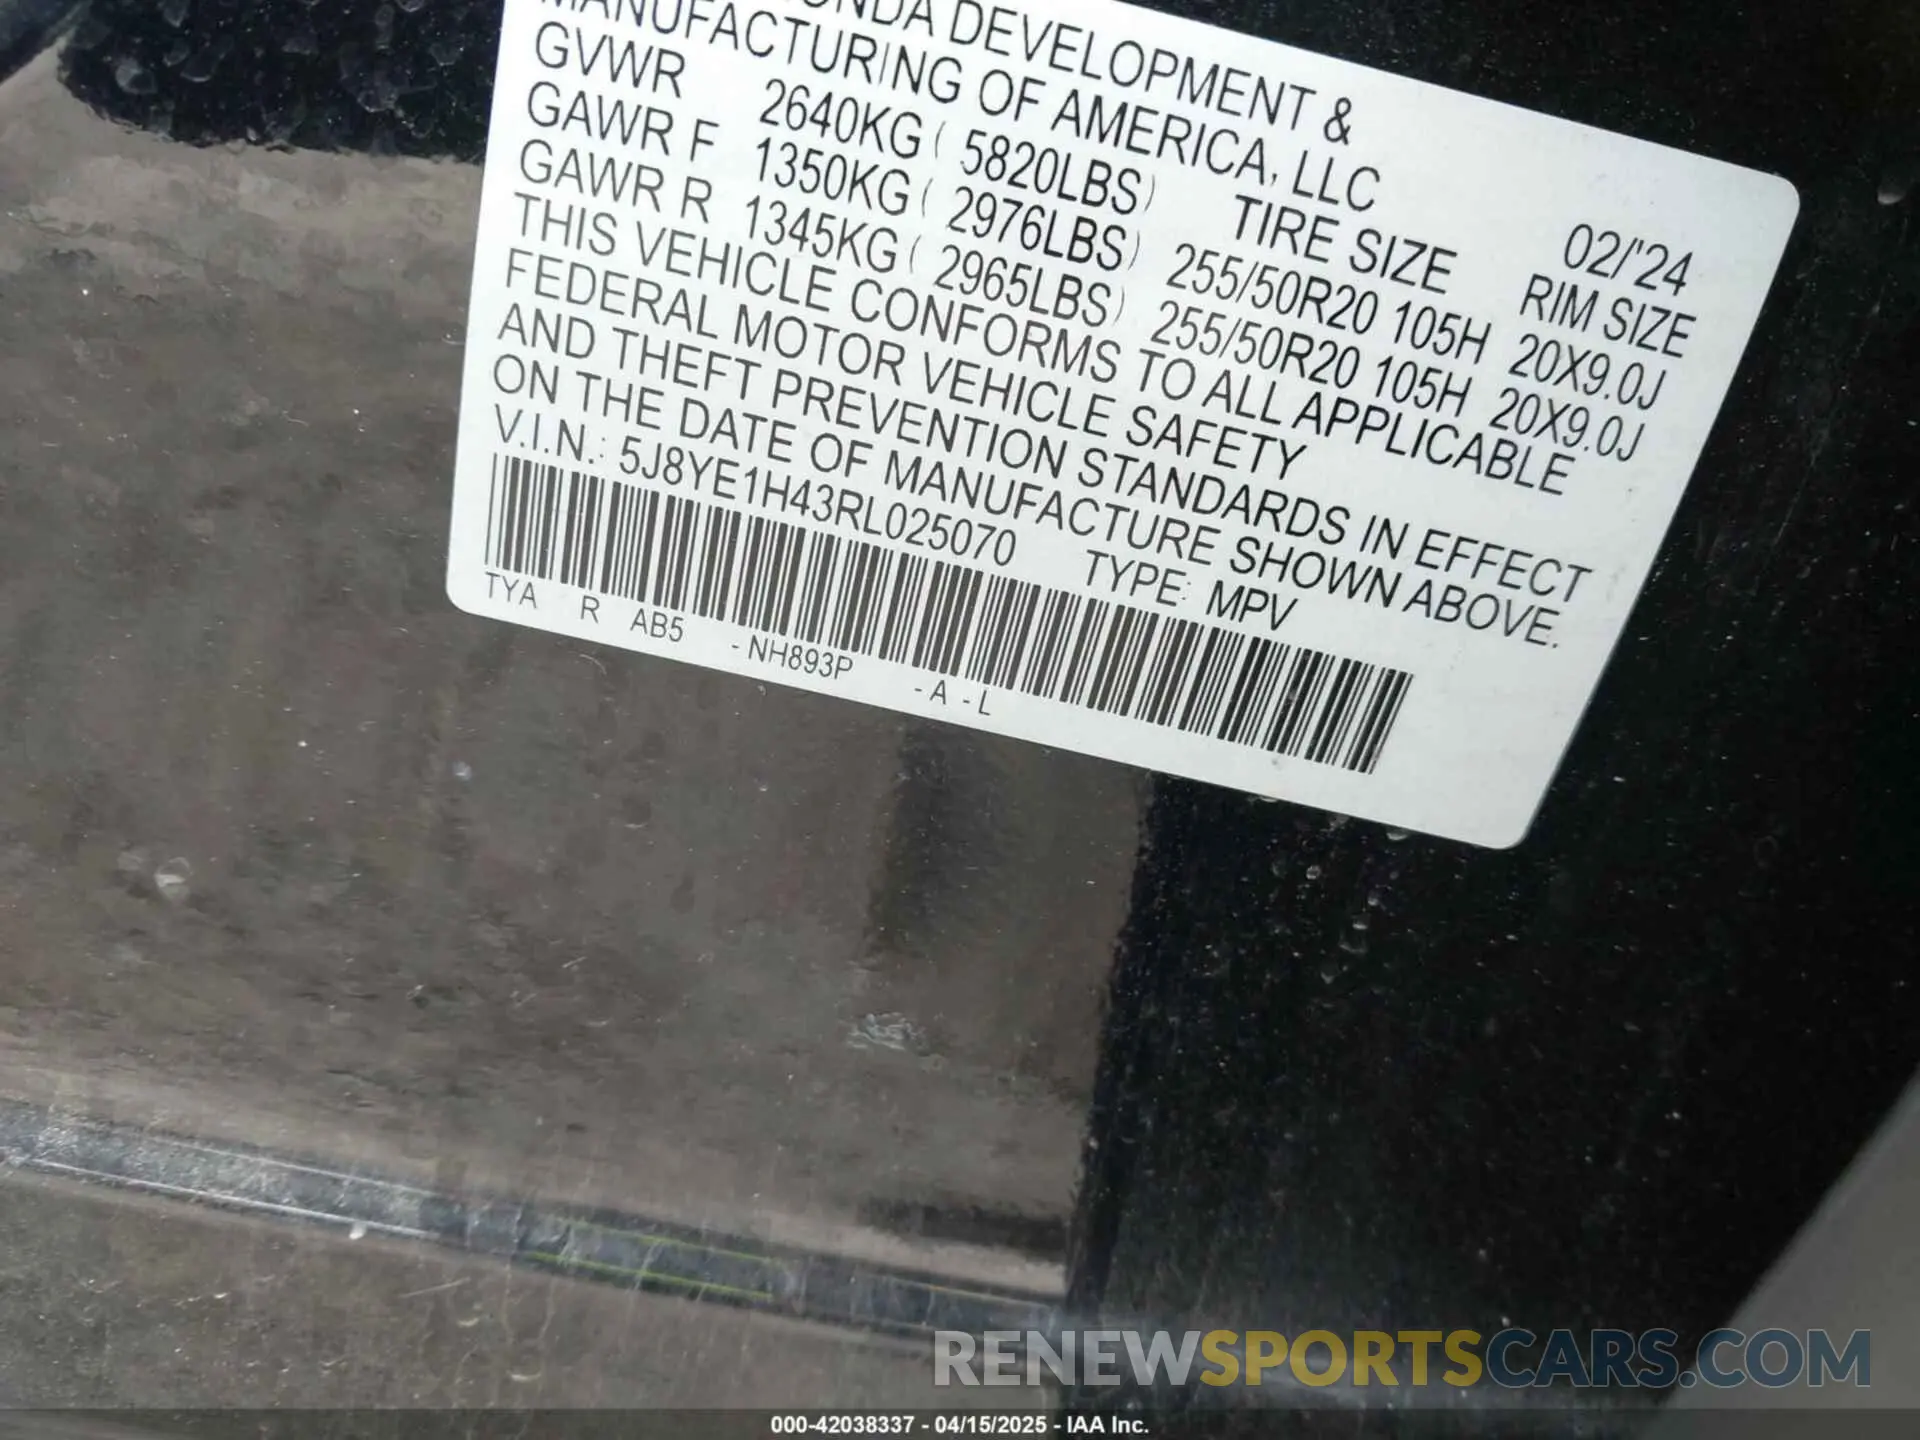 HONDA DEVELOPMENT &
MANUFACTURING OF AMERICA, LLC
02/'24
GVWR 2640KG ( 5820LBS) TIRE SIZE RIM SIZE
GAWR F 1350KG ( 2976LBS) 255/50R20 105H 20X9.0J
GAWR R 1345KG ( 2965LBS) 255/50R20 105H 20X9.0J
THIS VEHICLE CONFORMS TO ALL APPLICABLE
FEDERAL MOTOR VEHICLE SAFETY
AND THEFT PREVENTION STANDARDS IN EFFECT
ON THE DATE OF MANUFACTURE SHOWN ABOVE.
V.I.N.: 5J8YE1H43RL025070 TYPE: MPV
TYA R AB5 - NH893P - A - L
RENEWSPORTSCARS.COM
000-42038337 - 04/15/2025 - IAA Inc.